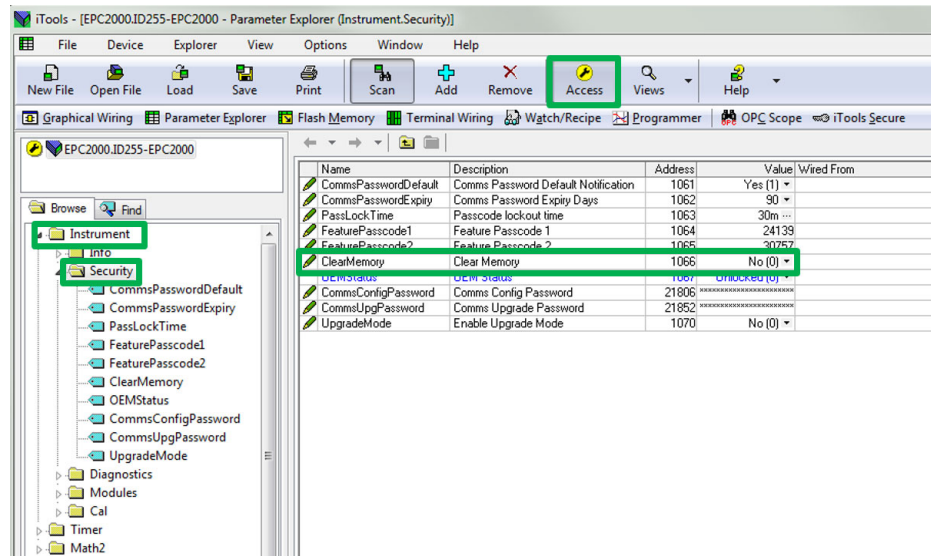 iTools - [EPC2000.ID255-EPC2000 - Parameter Explorer (Instrument.Security)]
File Device Explorer View Options Window Help
New File Open File Load Save Print Scan Add Remove Access Views Help
Graphical Wiring Parameter Explorer Flash Memory Terminal Wiring Watch/Recipe Programmer OPC Scope iTools Secure
EPC2000.ID255-EPC2000
Browse Find
Instrument
Info
Security
CommsPasswordDefault
CommsPasswordExpiry
PassLockTime
FeaturePasscode1
FeaturePasscode2
ClearMemory
OEMStatus
CommsConfigPassword
CommsUpgPassword
UpgradeMode
Diagnostics
Modules
Cal
Timer
Math2
Name Description Address Value Wired From
CommsPasswordDefault Comms Password Default Notification 1061 Yes (1)
CommsPasswordExpiry Comms Password Expiry Days 1062 90
PassLockTime Passcode lockout time 1063 30m ...
FeaturePasscode1 Feature Passcode 1 1064 24139
FeaturePasscode2 Feature Passcode 2 1065 30757
ClearMemory Clear Memory 1066 No (0)
OEMStatus OEM Status 1067 Unlocked (0)
CommsConfigPassword Comms Config Password 21806
CommsUpgPassword Comms Upgrade Password 21852
UpgradeMode Enable Upgrade Mode 1070 No (0)